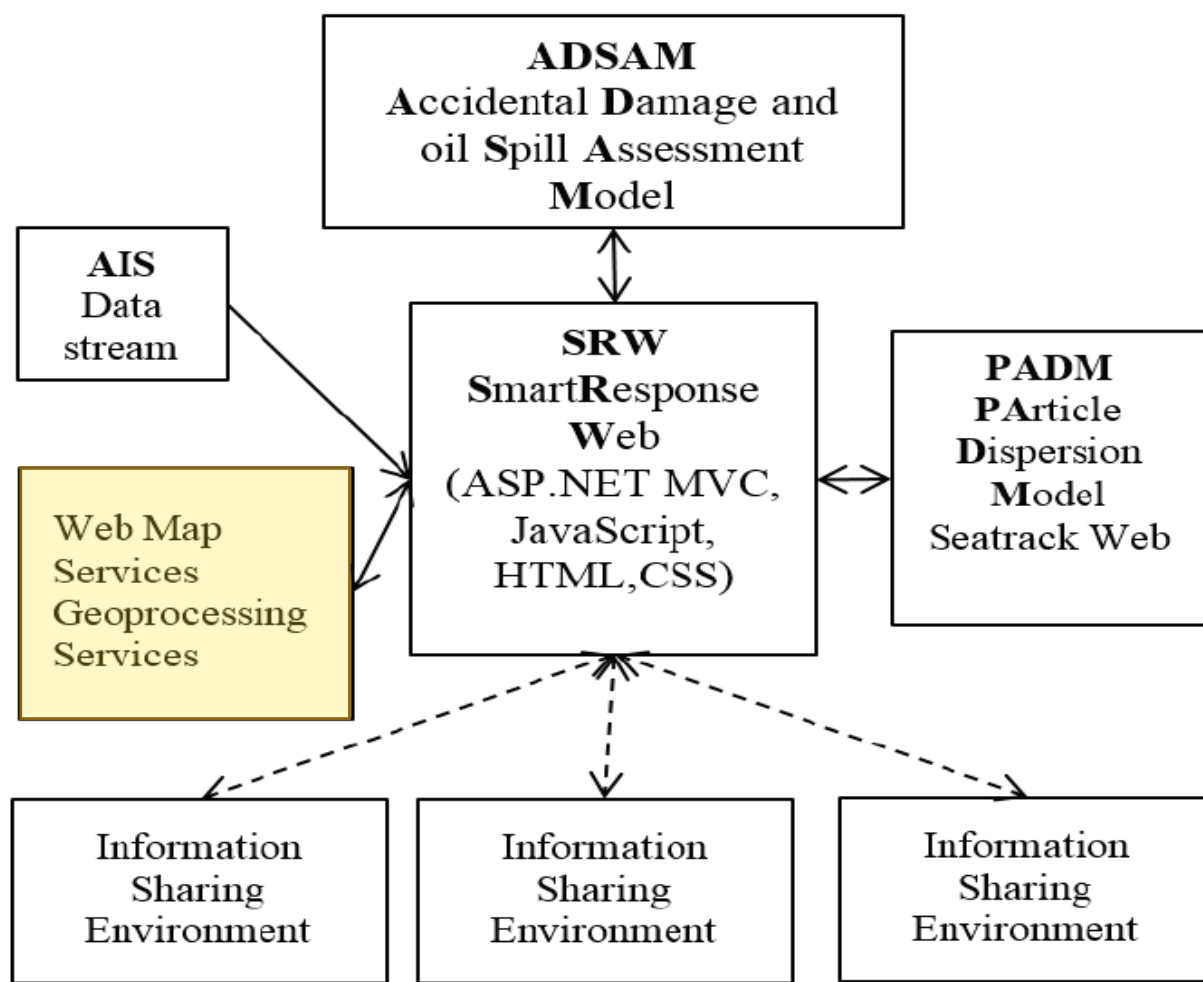 ADSAM
Accidental Damage and
oil Spill Assessment
Model
AIS
Data
stream
SRW
SmartResponse
Web
(ASP.NET MVC,
JavaScript,
HTML,CSS)
PADM
PArticle
Dispersion
Model
Seatrack Web
Web Map
Services
Geoprocessing
Services
Information
Sharing
Environment
Information
Sharing
Environment
Information
Sharing
Environment